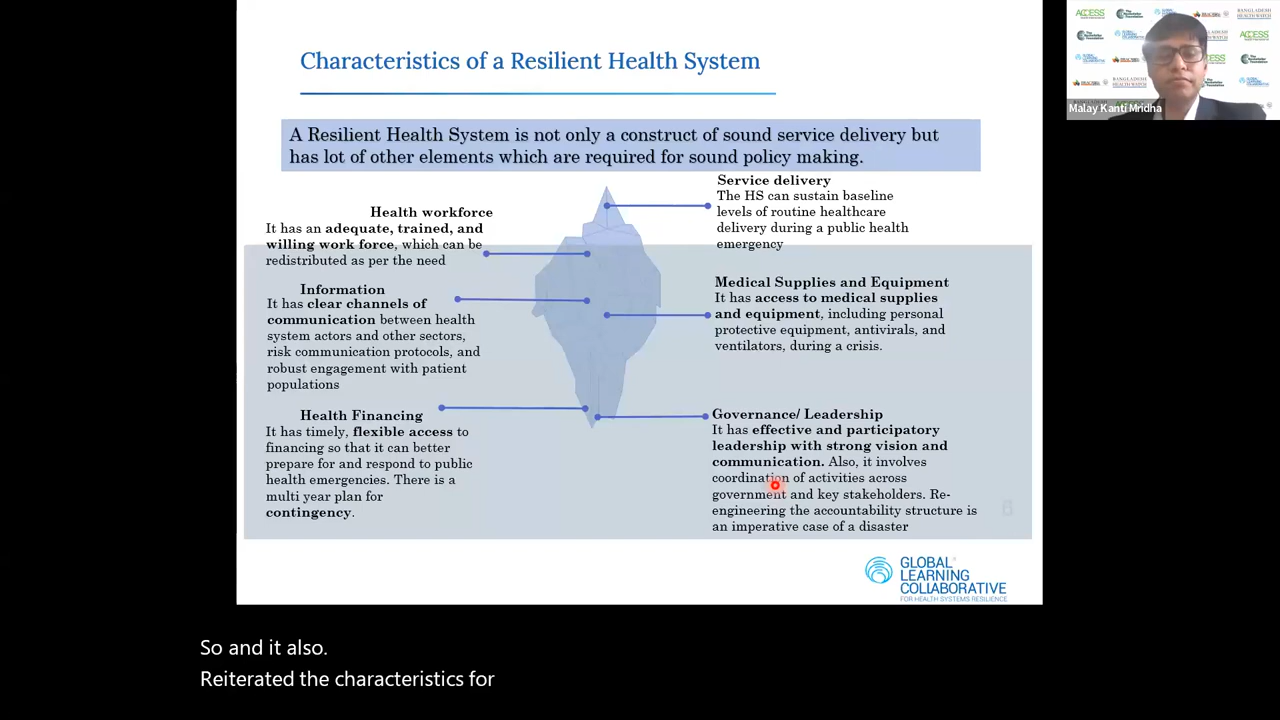 Characteristics of a Resilient Health System
A Resilient Health System is not only a construct of sound service delivery but
has lot of other elements which are required for sound policy making.
Health workforce
It has an adequate, trained, and
willing work force, which can be
redistributed as per the need
Information
It has clear channels of
communication between health
system actors and other sectors,
risk communication protocols, and
robust engagement with patient
populations
Health Financing
It has timely, flexible access to
financing so that it can better
prepare for and respond to public
health emergencies. There is a
multi year plan for
contingency.
Service delivery
The HS can sustain baseline
levels of routine healthcare
delivery during a public health
emergency
Medical Supplies and Equipment
It has access to medical supplies
and equipment, including personal
protective equipment, antivirals, and
ventilators, during a crisis.
Governance/ Leadership
It has effective and participatory
leadership with strong vision and
communication. Also, it involves
coordination of activities across
government and key stakeholders. Re-
engineering the accountability structure is
an imperative case of a disaster
8
GLOBAL
LEARNING
COLLABORATIVE
FOR HEALTH SYSTEMS RESILIENCE
Malay Kanti Mridha
ACCESS
BANGLADESH
HEALTH WATCH
So and it also.
Reiterated the characteristics for